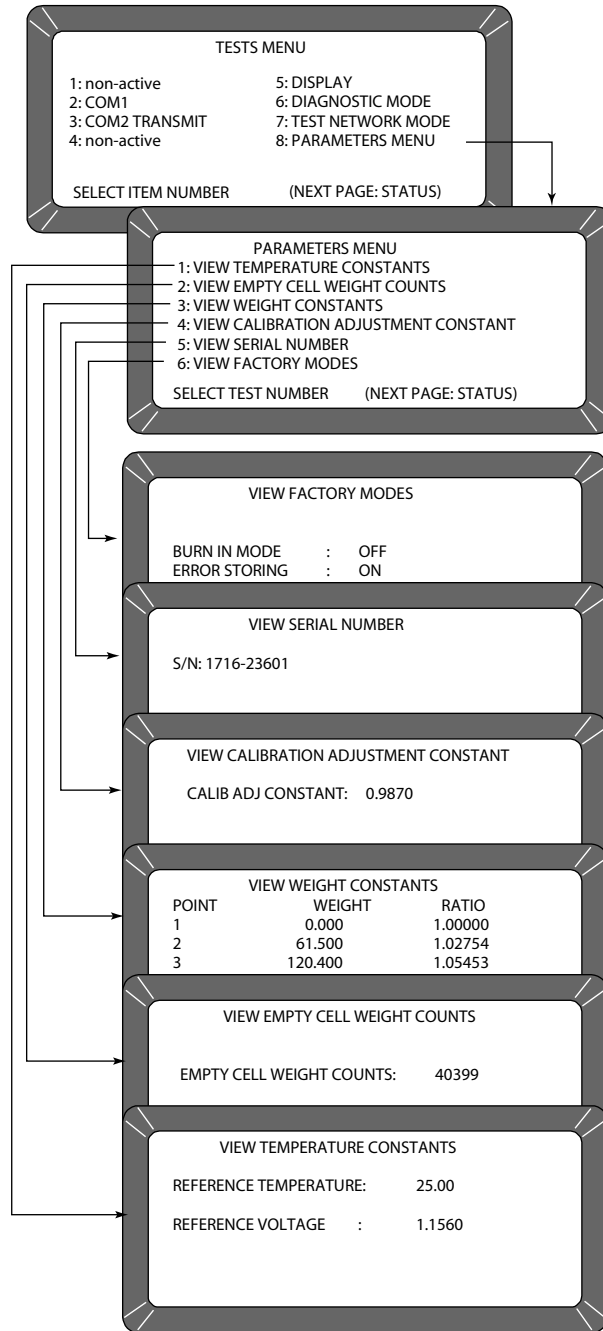 TESTS MENU
1: non-active 5: DISPLAY
2: COM1 6: DIAGNOSTIC MODE
3: COM2 TRANSMIT 7: TEST NETWORK MODE
4: non-active 8: PARAMETERS MENU
SELECT ITEM NUMBER (NEXT PAGE: STATUS)
PARAMETERS MENU
1: VIEW TEMPERATURE CONSTANTS
2: VIEW EMPTY CELL WEIGHT COUNTS
3: VIEW WEIGHT CONSTANTS
4: VIEW CALIBRATION ADJUSTMENT CONSTANT
5: VIEW SERIAL NUMBER
6: VIEW FACTORY MODES
SELECT TEST NUMBER (NEXT PAGE: STATUS)
VIEW FACTORY MODES
BURN IN MODE : OFF
ERROR STORING : ON
VIEW SERIAL NUMBER
S/N: 1716-23601
VIEW CALIBRATION ADJUSTMENT CONSTANT
CALIB ADJ CONSTANT: 0.9870
VIEW WEIGHT CONSTANTS
POINT WEIGHT RATIO
1 0.000 1.00000
2 61.500 1.02754
3 120.400 1.05453
VIEW EMPTY CELL WEIGHT COUNTS
EMPTY CELL WEIGHT COUNTS: 40399
VIEW TEMPERATURE CONSTANTS
REFERENCE TEMPERATURE: 25.00
REFERENCE VOLTAGE : 1.1560